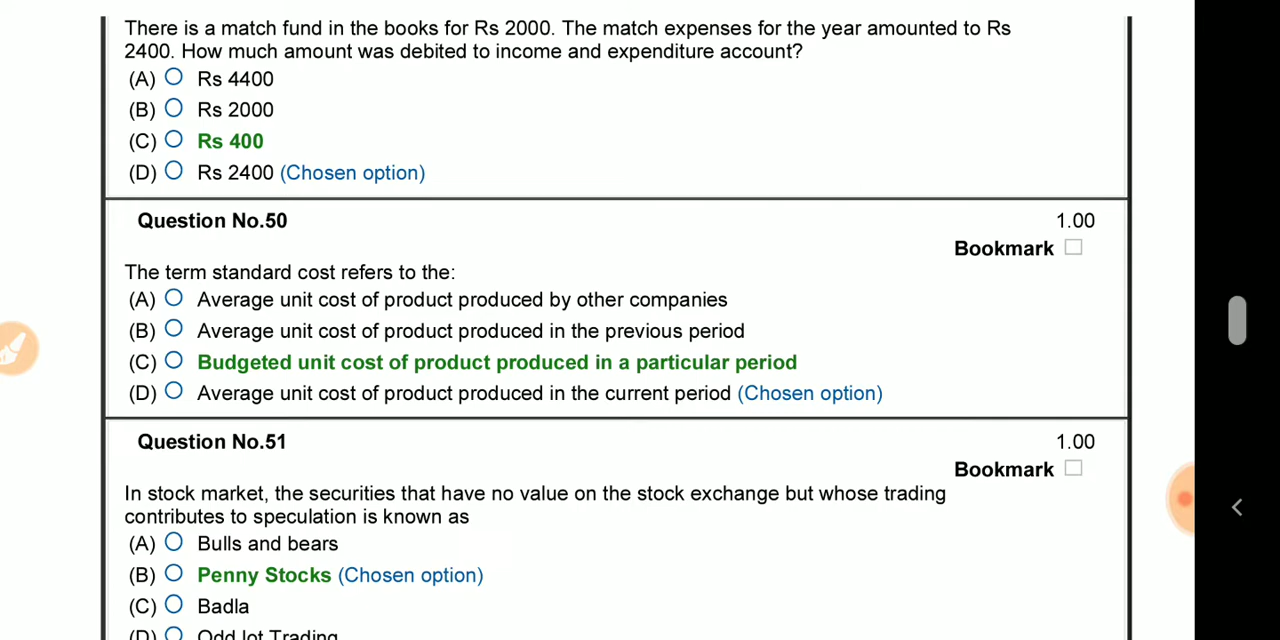 There is a match fund in the books for Rs 2000. The match expenses for the year amounted to Rs
2400. How much amount was debited to income and expenditure account?
(A) Rs 4400
(B) Rs 2000
(C) Rs 400
(D) Rs 2400 (Chosen option)
Question No.50 1.00
Bookmark
The term standard cost refers to the:
(A) Average unit cost of product produced by other companies
(B) Average unit cost of product produced in the previous period
(C) Budgeted unit cost of product produced in a particular period
(D) Average unit cost of product produced in the current period (Chosen option)
Question No.51 1.00
Bookmark
In stock market, the securities that have no value on the stock exchange but whose trading
contributes to speculation is known as
(A) Bulls and bears
(B) Penny Stocks (Chosen option)
(C) Badla
(D) Odd lot Trading